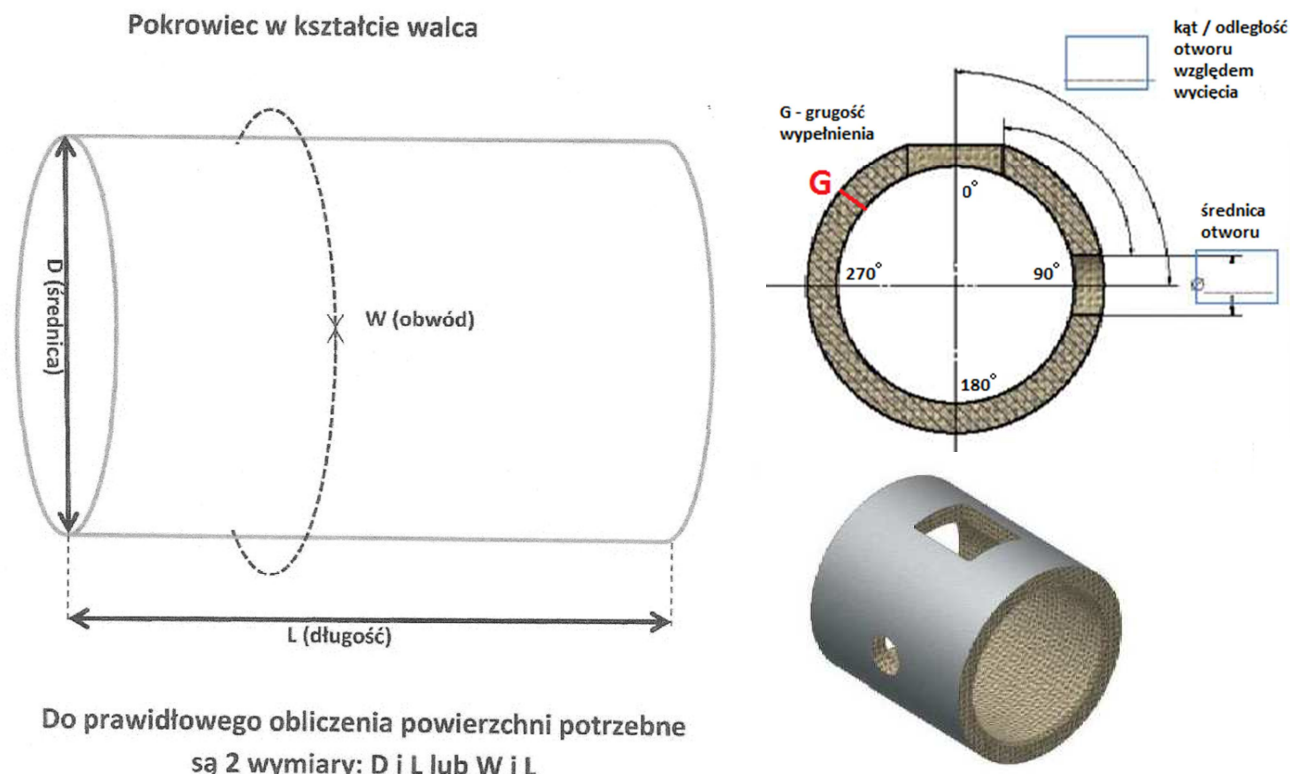 Pokrowiec w kształcie walca
D (średnica)
W (obwód)
L (długość)
Do prawidłowego obliczenia powierzchni potrzebne
są 2 wymiary: D i L lub W i L
kąt / odległość
otworu
względem
wycięcia
G - grugość
wypełnienia
G
0°
270°
90°
180°
średnica
otworu
⌀